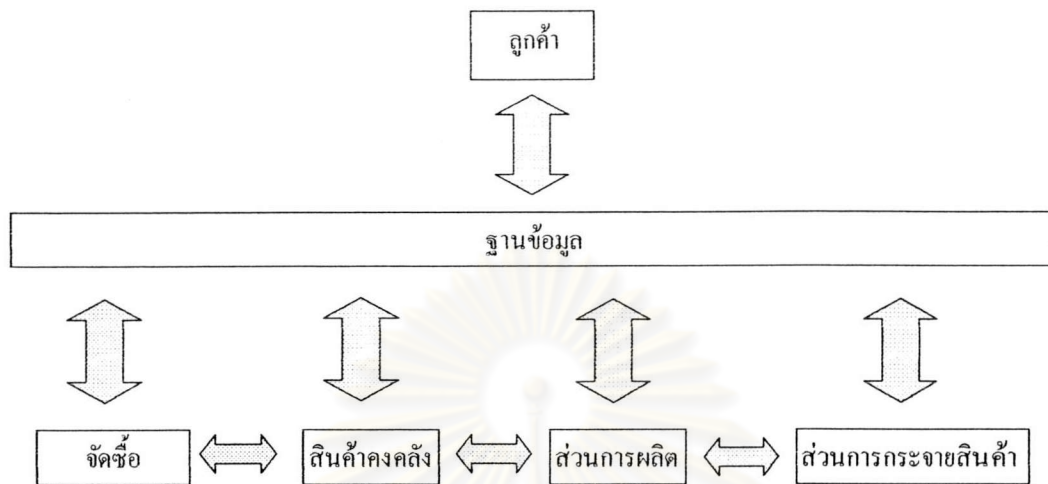 ลูกค้า
ฐานข้อมูล
จัดซื้อ
สินค้าคงคลัง
ส่วนการผลิต
ส่วนการกระจายสินค้า